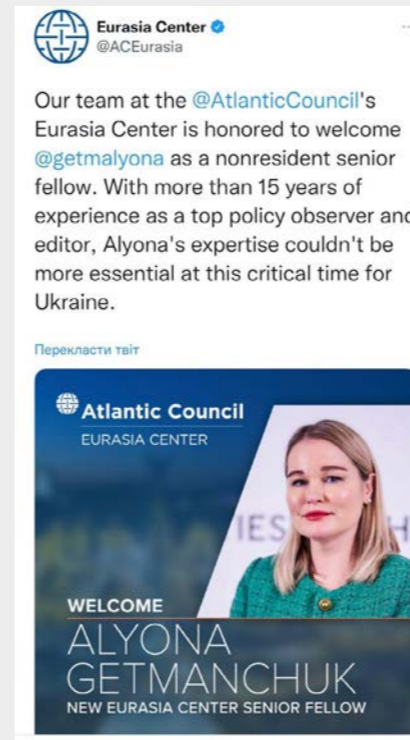 Eurasia Center
@ACEurasia
Our team at the @AtlanticCouncil's
Eurasia Center is honored to welcome
@getmalyona as a nonresident senior
fellow. With more than 15 years of
experience as a top policy observer and
editor, Alyona's expertise couldn't be
more essential at this critical time for
Ukraine.
Перекласти твіт
Atlantic Council
EURASIA CENTER
IES
H
WELCOME
ALYONA
GETMANCHUK
NEW EURASIA CENTER SENIOR FELLOW